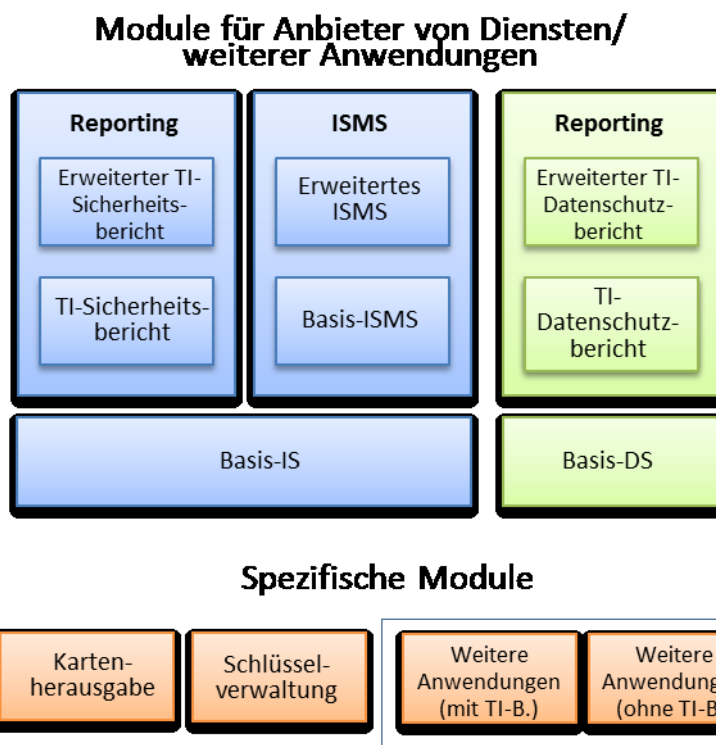 Module für Anbieter von Diensten/
weiterer Anwendungen
Reporting
Erweiterter TI-
Sicherheits-
bericht
TI-Sicherheits-
bericht
ISMS
Erweitertes
ISMS
Basis-ISMS
Reporting
Erweiterter TI-
Datenschutz-
bericht
TI-
Datenschutz-
bericht
Basis-IS
Basis-DS
Spezifische Module
Karten-
herausgabe
Schlüssel-
verwaltung
Weitere
Anwendungen
(mit TI-B.)
Weitere
(ohne TI-B